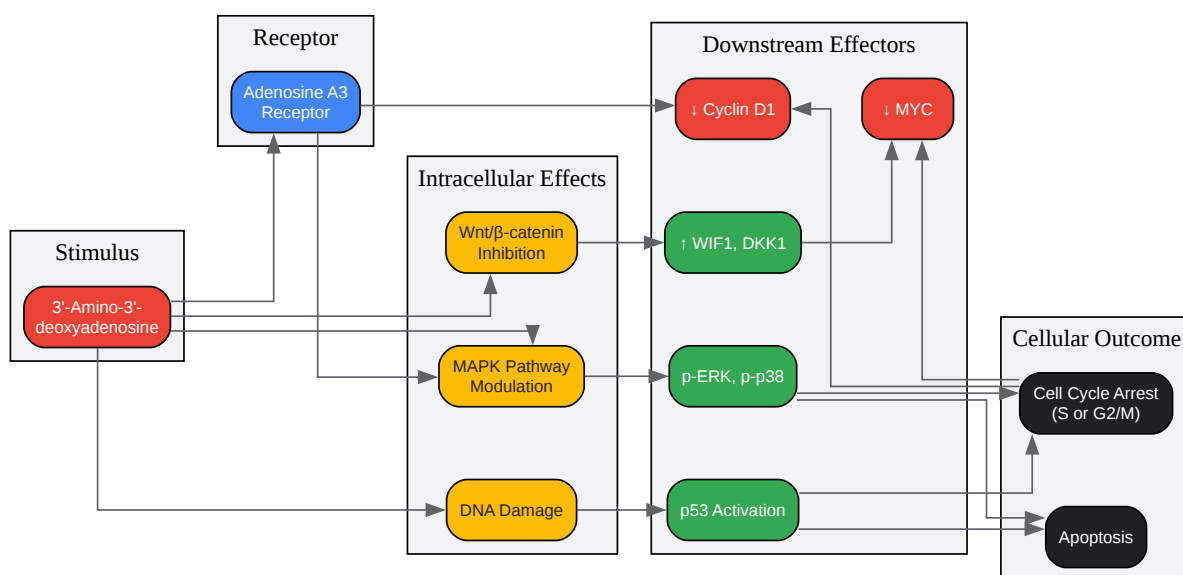 Receptor
Adenosine A3
Receptor
Downstream Effectors
↓ Cyclin D1
↓ MYC
Intracellular Effects
Wnt/β-catenin
Inhibition
↑ WIF1, DKK1
Stimulus
3'-Amino-3'-
deoxyadenosine
MAPK Pathway
Modulation
p-ERK, p-p38
Cellular Outcome
Cell Cycle Arrest
(S or G2/M)
DNA Damage
p53 Activation
Apoptosis